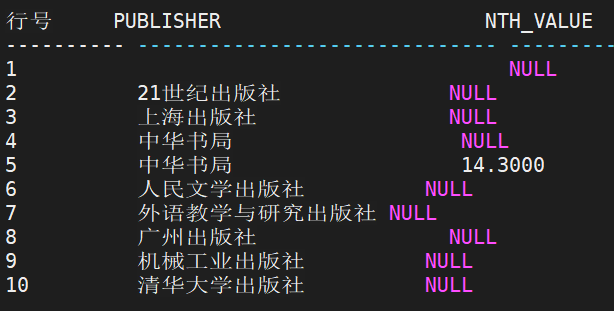 行号 PUBLISHER NTH_VALUE
---------- ------------------------------ ---------
1 NULL
2 21世纪出版社 NULL
3 上海出版社 NULL
4 中华书局 NULL
5 中华书局 14.3000
6 人民文学出版社 NULL
7 外语教学与研究出版社 NULL
8 广州出版社 NULL
9 机械工业出版社 NULL
10 清华大学出版社 NULL